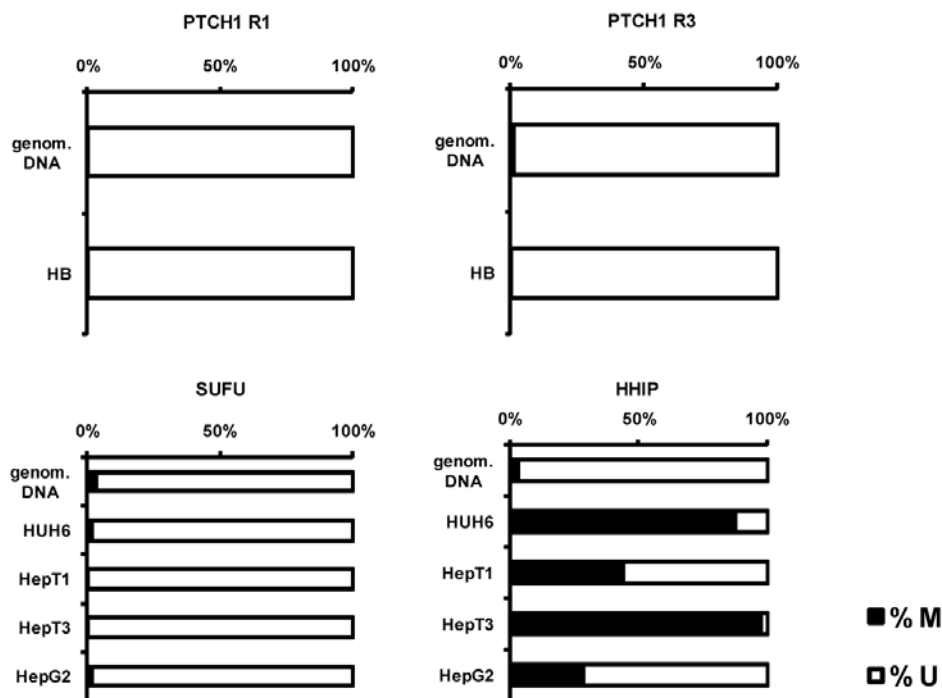 PTCH1 R1
0% 50% 100%
genom.
DNA
HB
PTCH1 R3
0% 50% 100%
genom.
DNA
HB
SUFU
0% 50% 100%
genom.
DNA
HUH6
HepT1
HepT3
HepG2
HHIP
0% 50% 100%
genom.
DNA
HUH6
HepT1
HepT3
HepG2
% M
% U